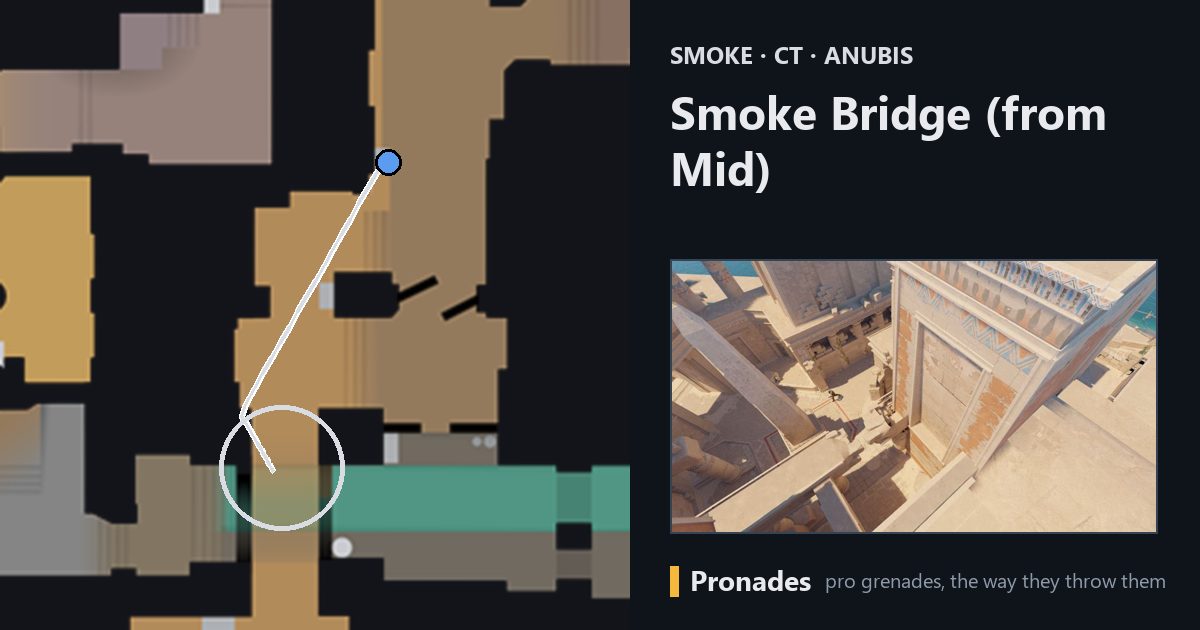 SMOKE · CT · ANUBIS
Smoke Bridge (from
Mid)
Pronades pro grenades, the way they throw them